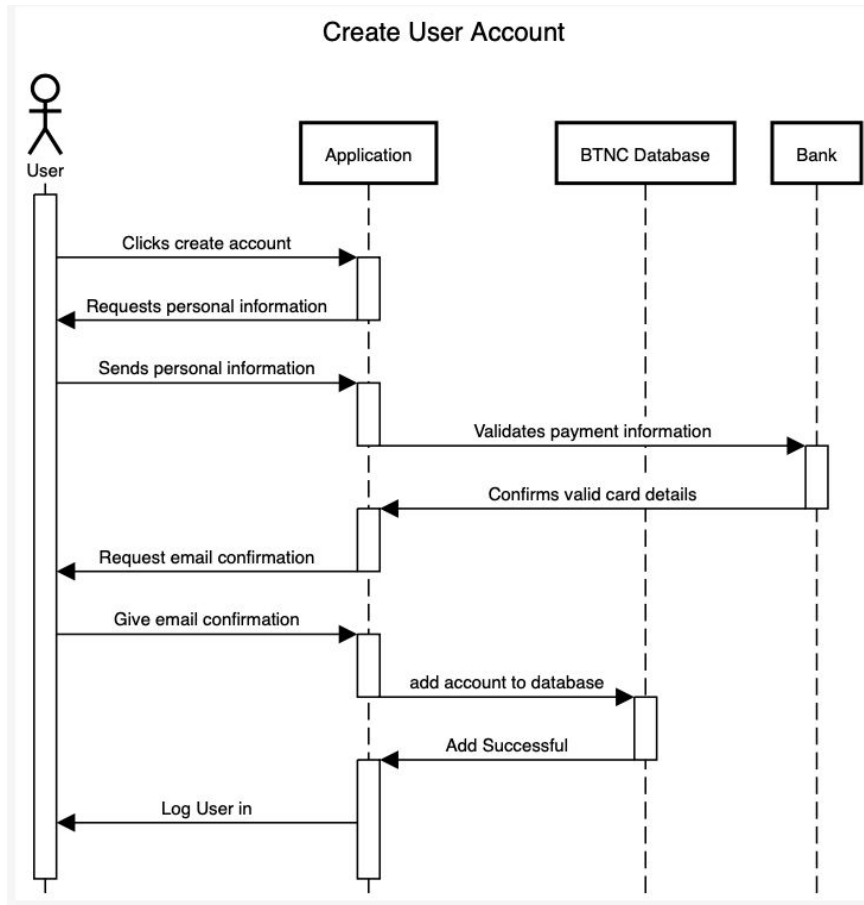 Create User Account
User
Application
BTNC Database
Bank
Clicks create account
Requests personal information
Sends personal information
Validates payment information
Confirms valid card details
Request email confirmation
Give email confirmation
add account to database
Add Successful
Log User in